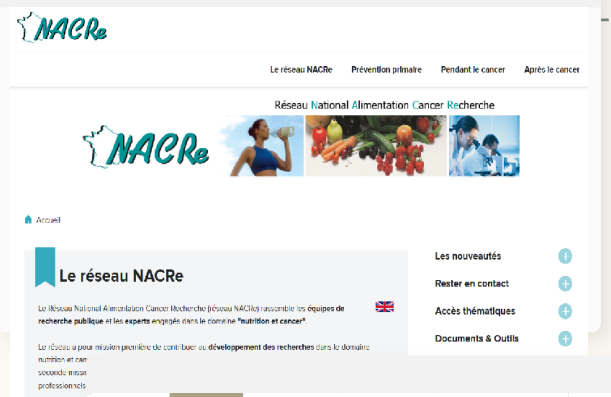 NACRe
Le réseau NACRe Prévention primaire Pendant le cancer Après le cancer
Réseau National Alimentation Cancer Recherche
NACRe
Accueil
Le réseau NACRe
Le Réseau National Alimentation Cancer Recherche (réseau NACRe) rassemble les équipes de
recherche publique et les experts engagés dans le domaine "nutrition et cancer".
Le réseau a pour mission première de contribuer au développement des recherches dans le domaine
nutrition et
seconde
professionnels
Les nouveautés
Rester en contact
Accès thématiques
Documents & Outils